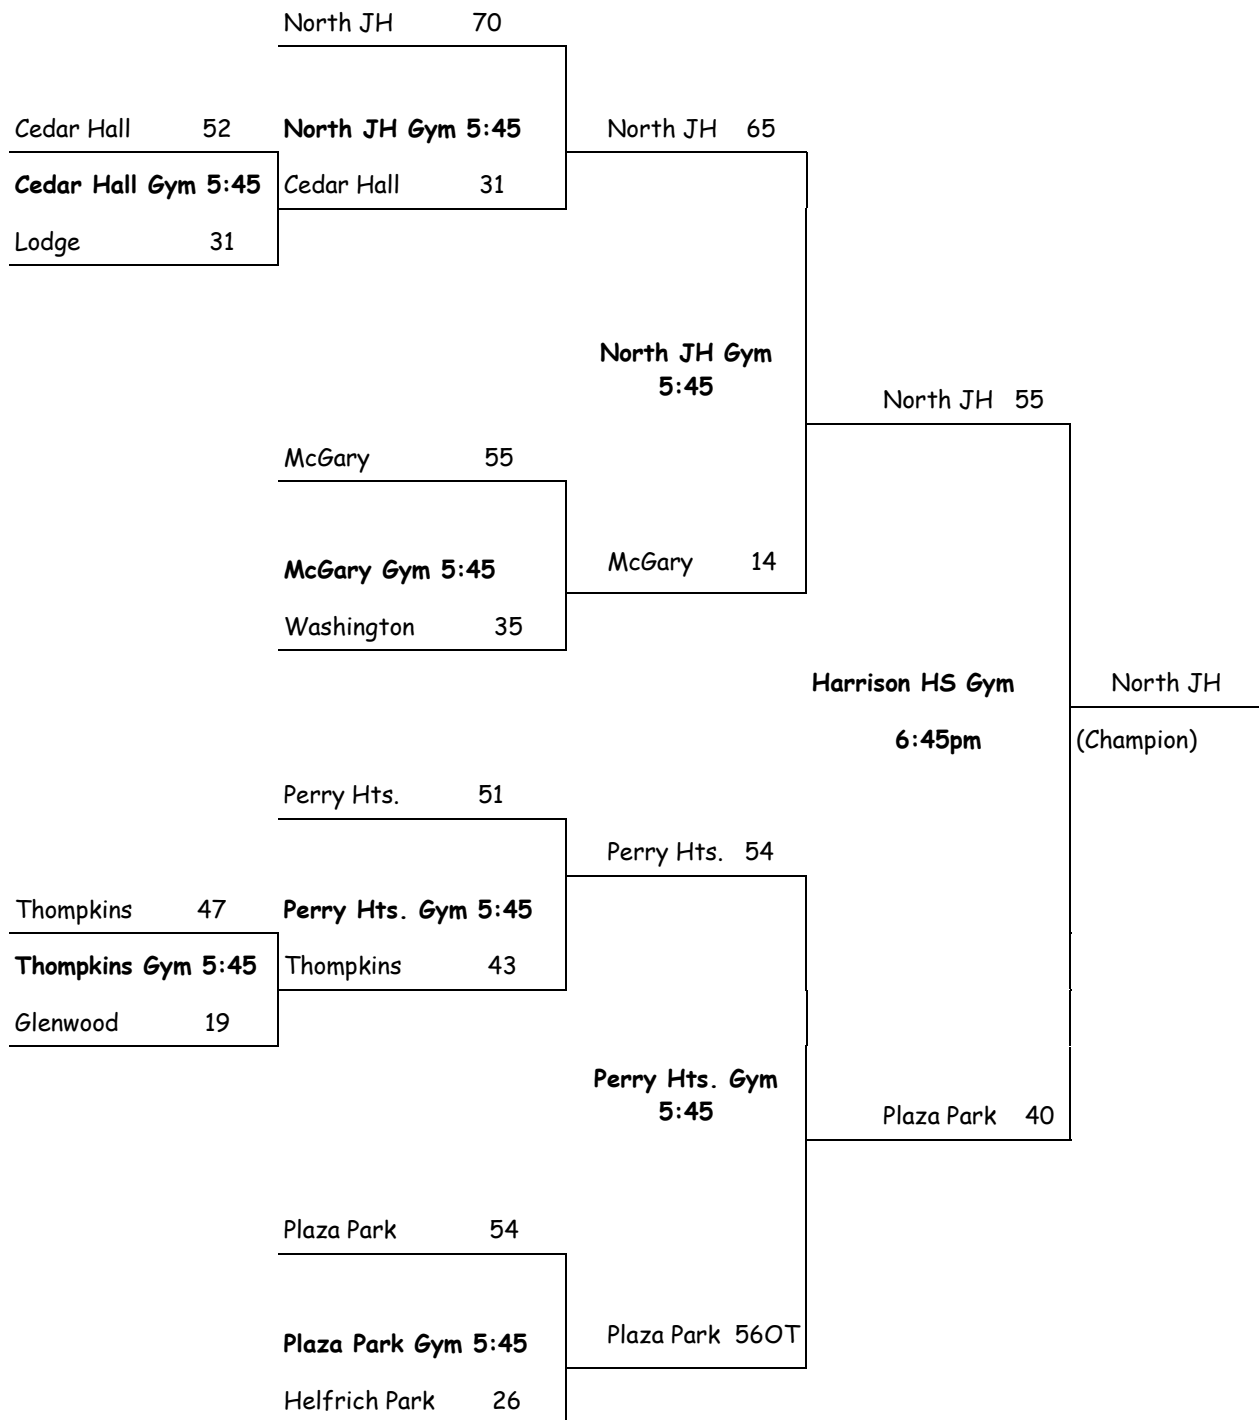 North JH 70
Cedar Hall 52 North JH Gym 5:45 North JH 65
Cedar Hall Gym 5:45 Cedar Hall 31
Lodge 31
North JH Gym
5:45
North JH 55
McGary 55
McGary Gym 5:45 McGary 14
Washington 35
Harrison HS Gym North JH
6:45pm (Champion)
Perry Hts. 51
Perry Hts. 54
Thompkins 47 Perry Hts. Gym 5:45
Thompkins Gym 5:45 Thompkins 43
Glenwood 19
Perry Hts. Gym
5:45
Plaza Park 40
Plaza Park 54
Plaza Park Gym 5:45 Plaza Park 56OT
Helfrich Park 26